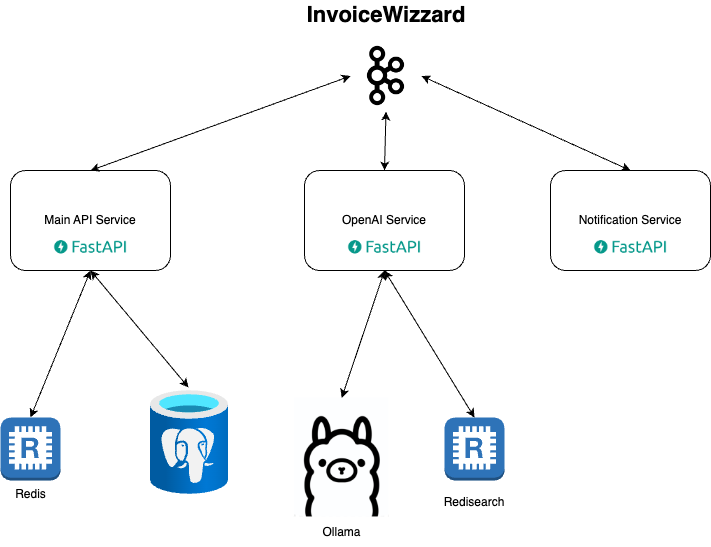 InvoiceWizzard
Main API Service
FastAPI
OpenAI Service
FastAPI
Notification Service
FastAPI
R
Redis
Ollama
R
Redisearch